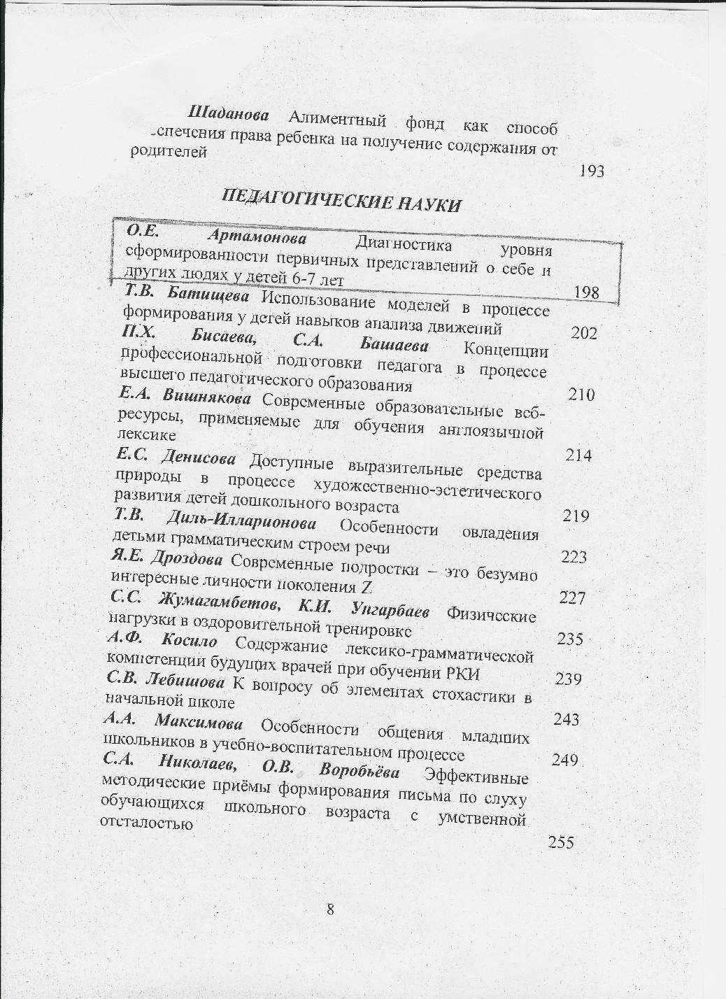 Шаданова Алиментный фонд как способ
спечения права ребенка на получение содержания от
родителей
193
ПЕДАГОГИЧЕСКИЕ НАУКИ
О.Е. Артамонова Диагностика уровня
сформированности первичных представлений о себе и
других людях у детей 6-7 лет
198
Т.В. Батищева Использование моделей в процессе
формирования у детей навыков анализа движений
202
П.Х. Бисаева, С.А. Башаева Концепции
профессиональной подготовки педагога в процессе
высшего педагогического образования
210
Е.А. Вишнякова Современные образовательные веб-
ресурсы, применяемые для обучения англоязычной
лексике
214
Е.С. Денисова Доступные выразительные средства
природы в процессе художественно-эстетического
развития детей дошкольного возраста
219
Т.В. Диль-Илларионова Особенности овладения
детьми грамматическим строем речи
223
Я.Е. Дроздова Современные подростки – это безумно
интересные личности поколения Z
227
С.С. Жумагамбетов, К.И. Унгарбаев Физические
нагрузки в оздоровительной тренировке
235
А.Ф. Косило Содержание лексико-грамматической
компетенции будущих врачей при обучении РКИ
239
С.В. Лебишова К вопросу об элементах стохастики в
начальной школе
243
А.А. Максимова Особенности общения младших
школьников в учебно-воспитательном процессе
249
С.А. Николаев, О.В. Воробьёва Эффективные
методические приёмы формирования письма по слуху
обучающихся школьного возраста с умственной
отсталостью
255
8